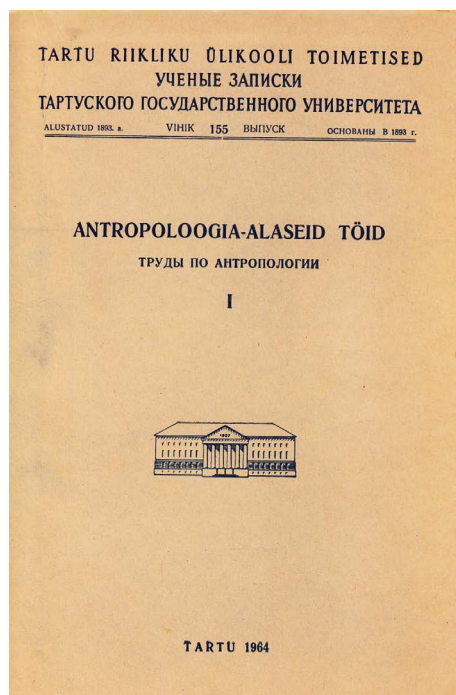 TARTU RIIKLIKU ÜLIKOOLI TOIMETISED
УЧЕНЫЕ ЗАПИСКИ
ТАРТУСКОГО ГОСУДАРСТВЕННОГО УНИВЕРСИТЕТА
ALUSTATUD 1893. a. VIHIK 155 ВЫПУСК ОСНОВАНЫ В 1893 г.
ANTROPOLOOGIA-ALASEID TÖID
ТРУДЫ ПО АНТРОПОЛОГИИ
I
1807
TARTU 1964